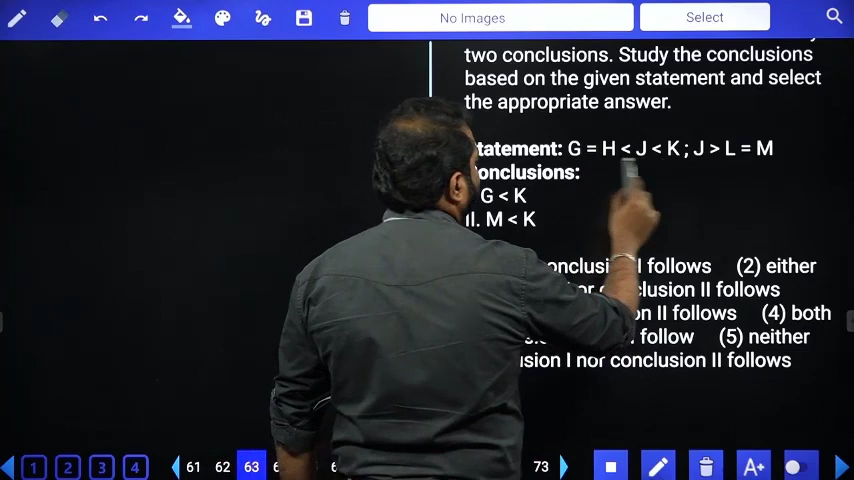 No Images
Select
two conclusions. Study the conclusions
based on the given statement and select
the appropriate answer.
tatement: G = H < J < K ; J > L = M
onclusions:
G < K
II. M < K
onclusi I follows (2) either
or c clusion II follows
on II follows (4) both
I follow (5) neither
usion I nor conclusion II follows
1 2 3 4 61 62 63 73 A+